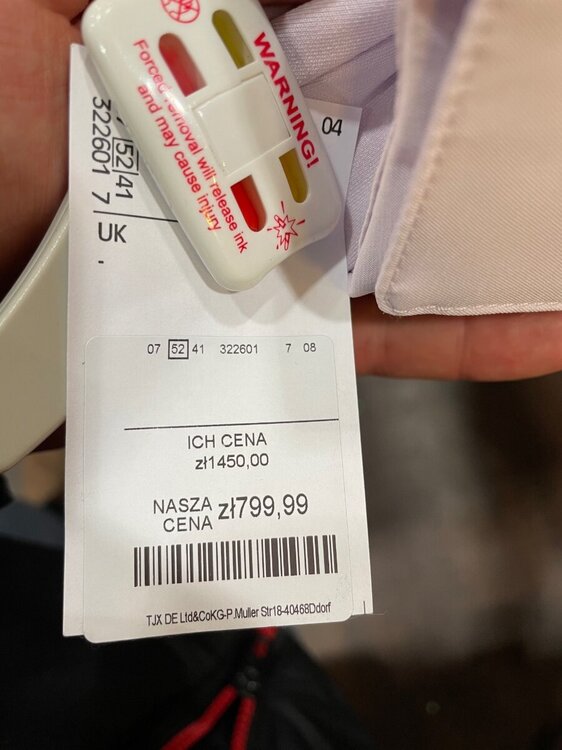 WARNING!
Forced removal will release ink
and may cause injury
04
52 41
322601 7
UK
07 52 41 322601 7 08
ICH CENA
zł1450,00
NASZA
CENA zł799,99
TJX DE Ltd&CoKG-P.Muller Str18-40468Ddorf